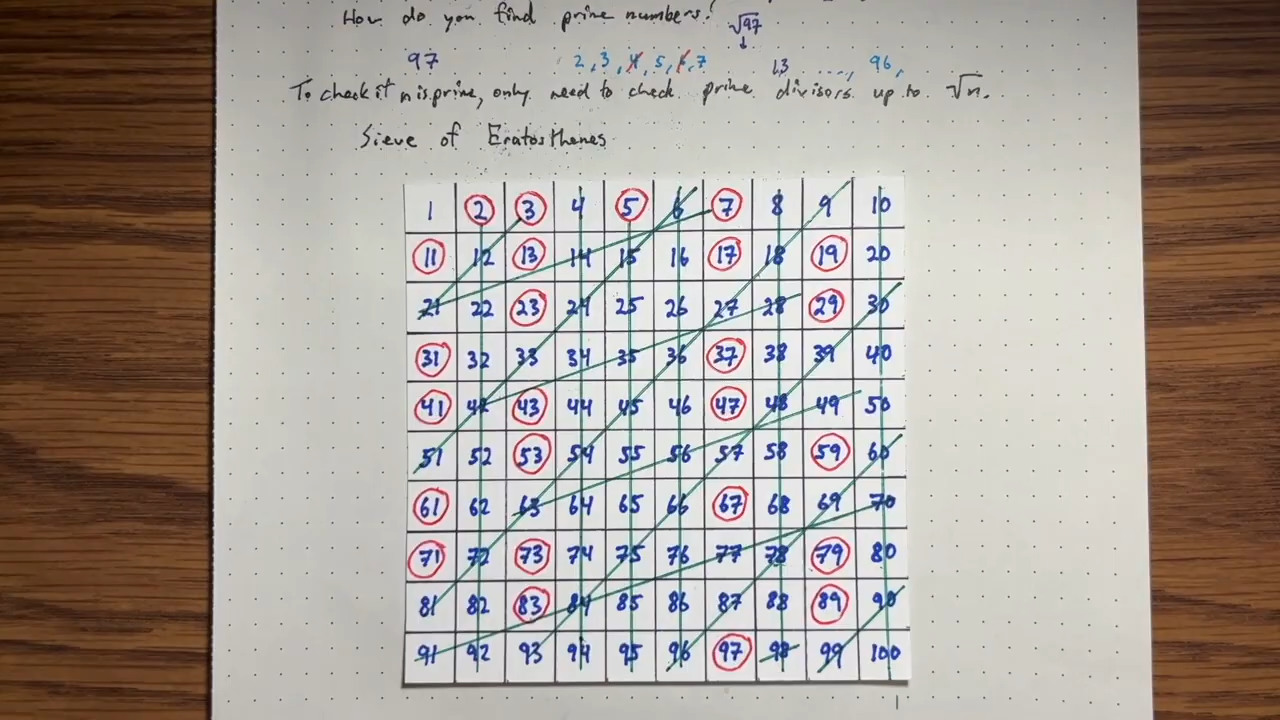 How do you find prime numbers?
√97
97 2, 3, 4, 5, 6, 7 13 ...., 96,
To check if n is prime, only need to check prime divisors up to √n.
Sieve of Eratosthenes
1 2 3 4 5 6 7 8 9 10
11 12 13 14 15 16 17 18 19 20
21 22 23 24 25 26 27 28 29 30
31 32 33 34 35 36 37 38 39 40
41 42 43 44 45 46 47 48 49 50
51 52 53 54 55 56 57 58 59 60
61 62 63 64 65 66 67 68 69 70
71 72 73 74 75 76 77 78 79 80
81 82 83 84 85 86 87 88 89 90
91 92 93 94 95 96 97 98 99 100